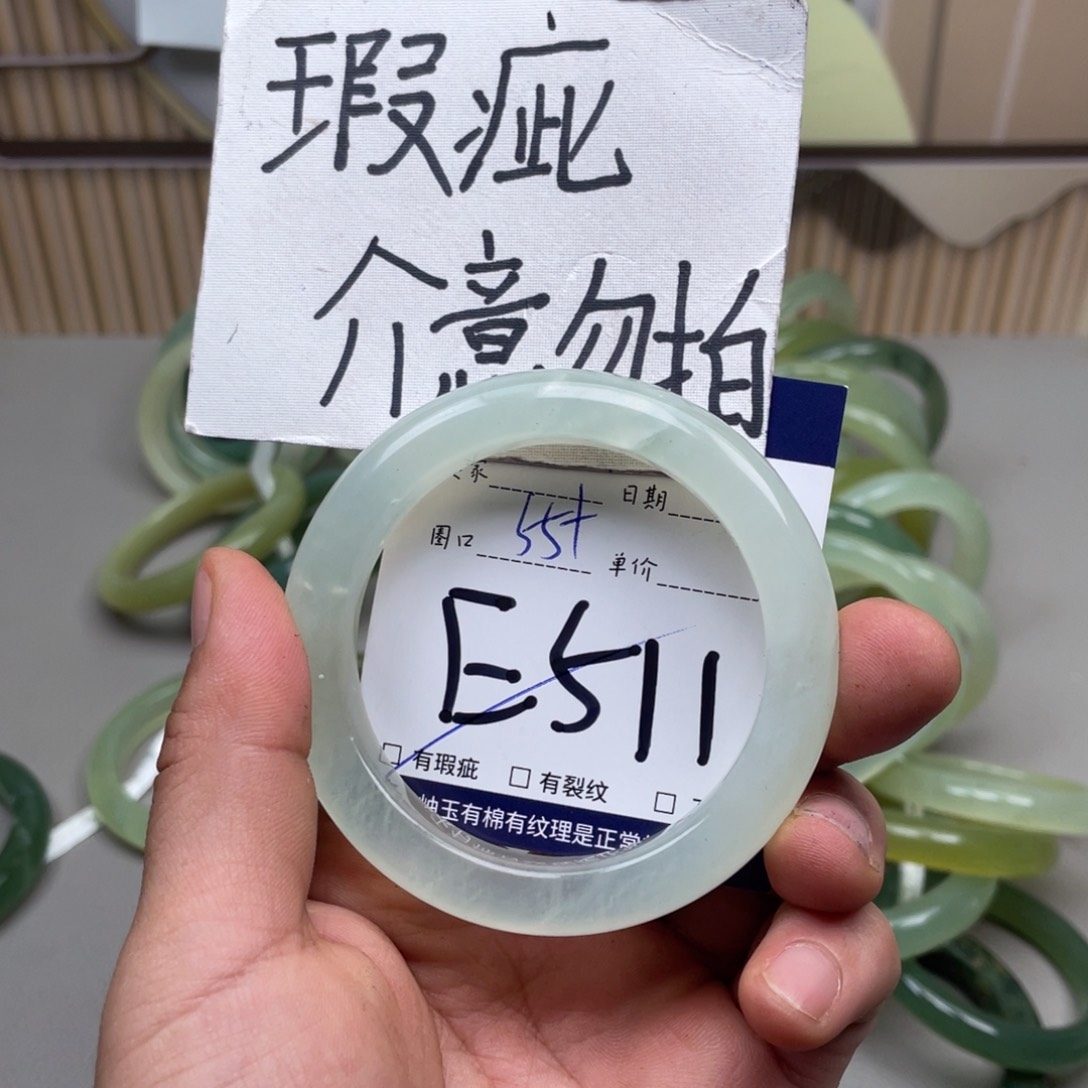 瑕疵
介意勿拍
家 日期
圈口 55+ 单价
E511
□ 有瑕疵 □ 有裂纹 □
岫玉有棉有纹理是正常